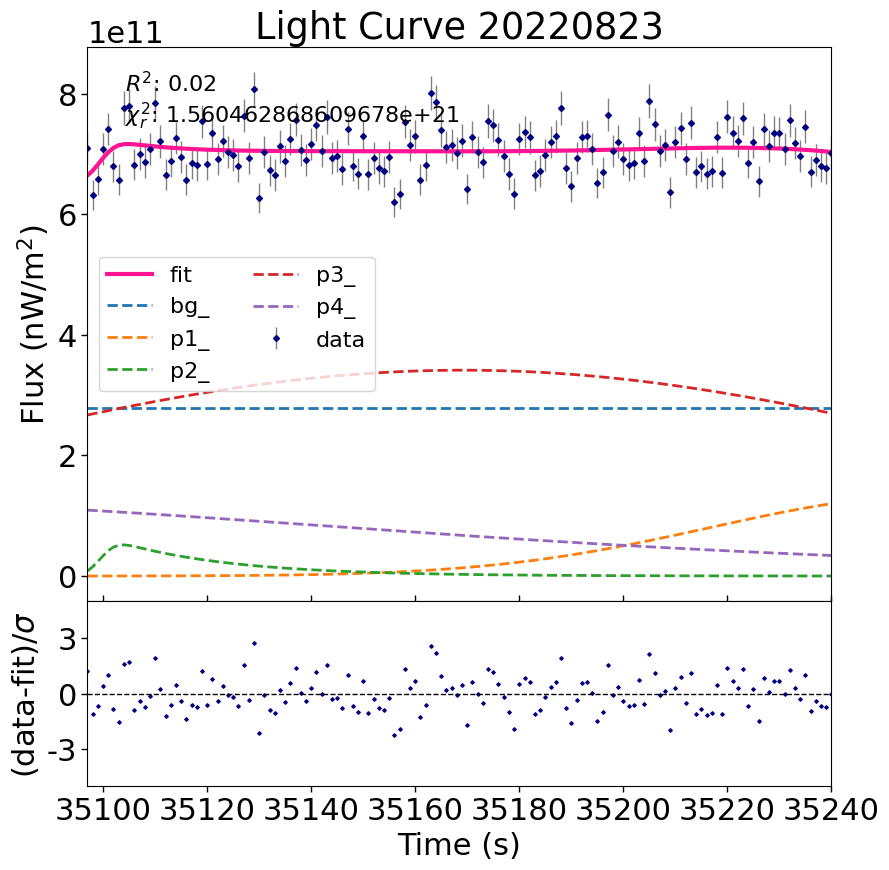 Light Curve 20220823
1e11
R²: 0.02
χᵣ²: 1.5604628668609678e+21
8
6
4
2
0
Flux (nW/m²)
fit
bg_
p1_
p2_
p3_
p4_
data
3
0
-3
(data-fit)/σ
35100 35120 35140 35160 35180 35200 35220 35240
Time (s)